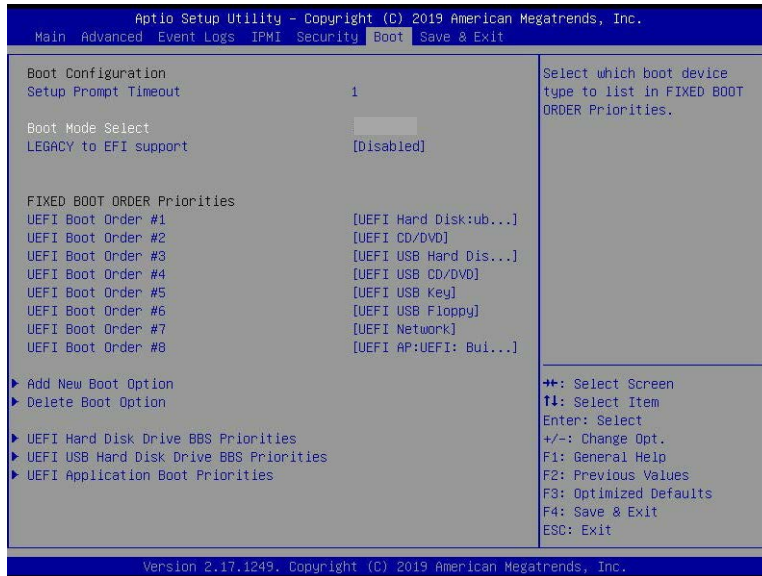 Aptio Setup Utility – Copyright (C) 2019 American Megatrends, Inc.
Main Advanced Event Logs IPMI Security Boot Save & Exit
Boot Configuration
Setup Prompt Timeout 1
Boot Mode Select
LEGACY to EFI support [Disabled]
FIXED BOOT ORDER Priorities
UEFI Boot Order #1 [UEFI Hard Disk:ub...]
UEFI Boot Order #2 [UEFI CD/DVD]
UEFI Boot Order #3 [UEFI USB Hard Dis...]
UEFI Boot Order #4 [UEFI USB CD/DVD]
UEFI Boot Order #5 [UEFI USB Key]
UEFI Boot Order #6 [UEFI USB Floppy]
UEFI Boot Order #7 [UEFI Network]
UEFI Boot Order #8 [UEFI AP:UEFI: Bui...]
▶ Add New Boot Option
▶ Delete Boot Option
▶ UEFI Hard Disk Drive BBS Priorities
▶ UEFI USB Hard Disk Drive BBS Priorities
▶ UEFI Application Boot Priorities
Select which boot device
type to list in FIXED BOOT
ORDER Priorities.
→←: Select Screen
↑↓: Select Item
Enter: Select
+/-: Change Opt.
F1: General Help
F2: Previous Values
F3: Optimized Defaults
F4: Save & Exit
ESC: Exit
Version 2.17.1249. Copyright (C) 2019 American Megatrends, Inc.